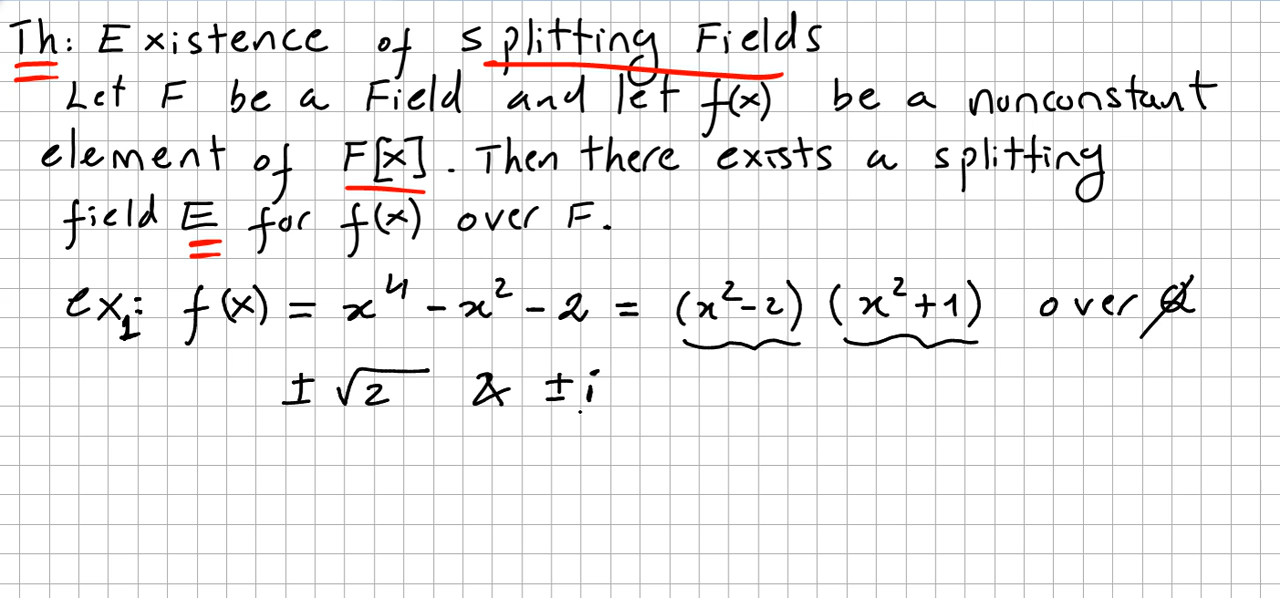 Th: Existence of splitting Fields
Let F be a Field and let f(x) be a nonconstant
element of F[x]. Then there exists a splitting
field E for f(x) over F.
ex₁: f(x) = x⁴ - x² - 2 = (x² - 2)(x² + 1) over Q
± √2 & ± i